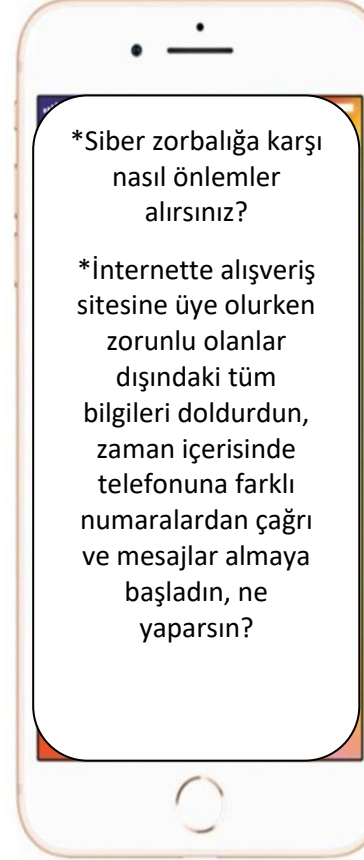 *Siber zorbalığa karşı
nasıl önlemler
alırsınız?
*İnternette alışveriş
sitesine üye olurken
zorunlu olanlar
dışındaki tüm
bilgileri doldurdun,
zaman içerisinde
telefonuna farklı
numaralardan çağrı
ve mesajlar almaya
başladın, ne
yaparsın?